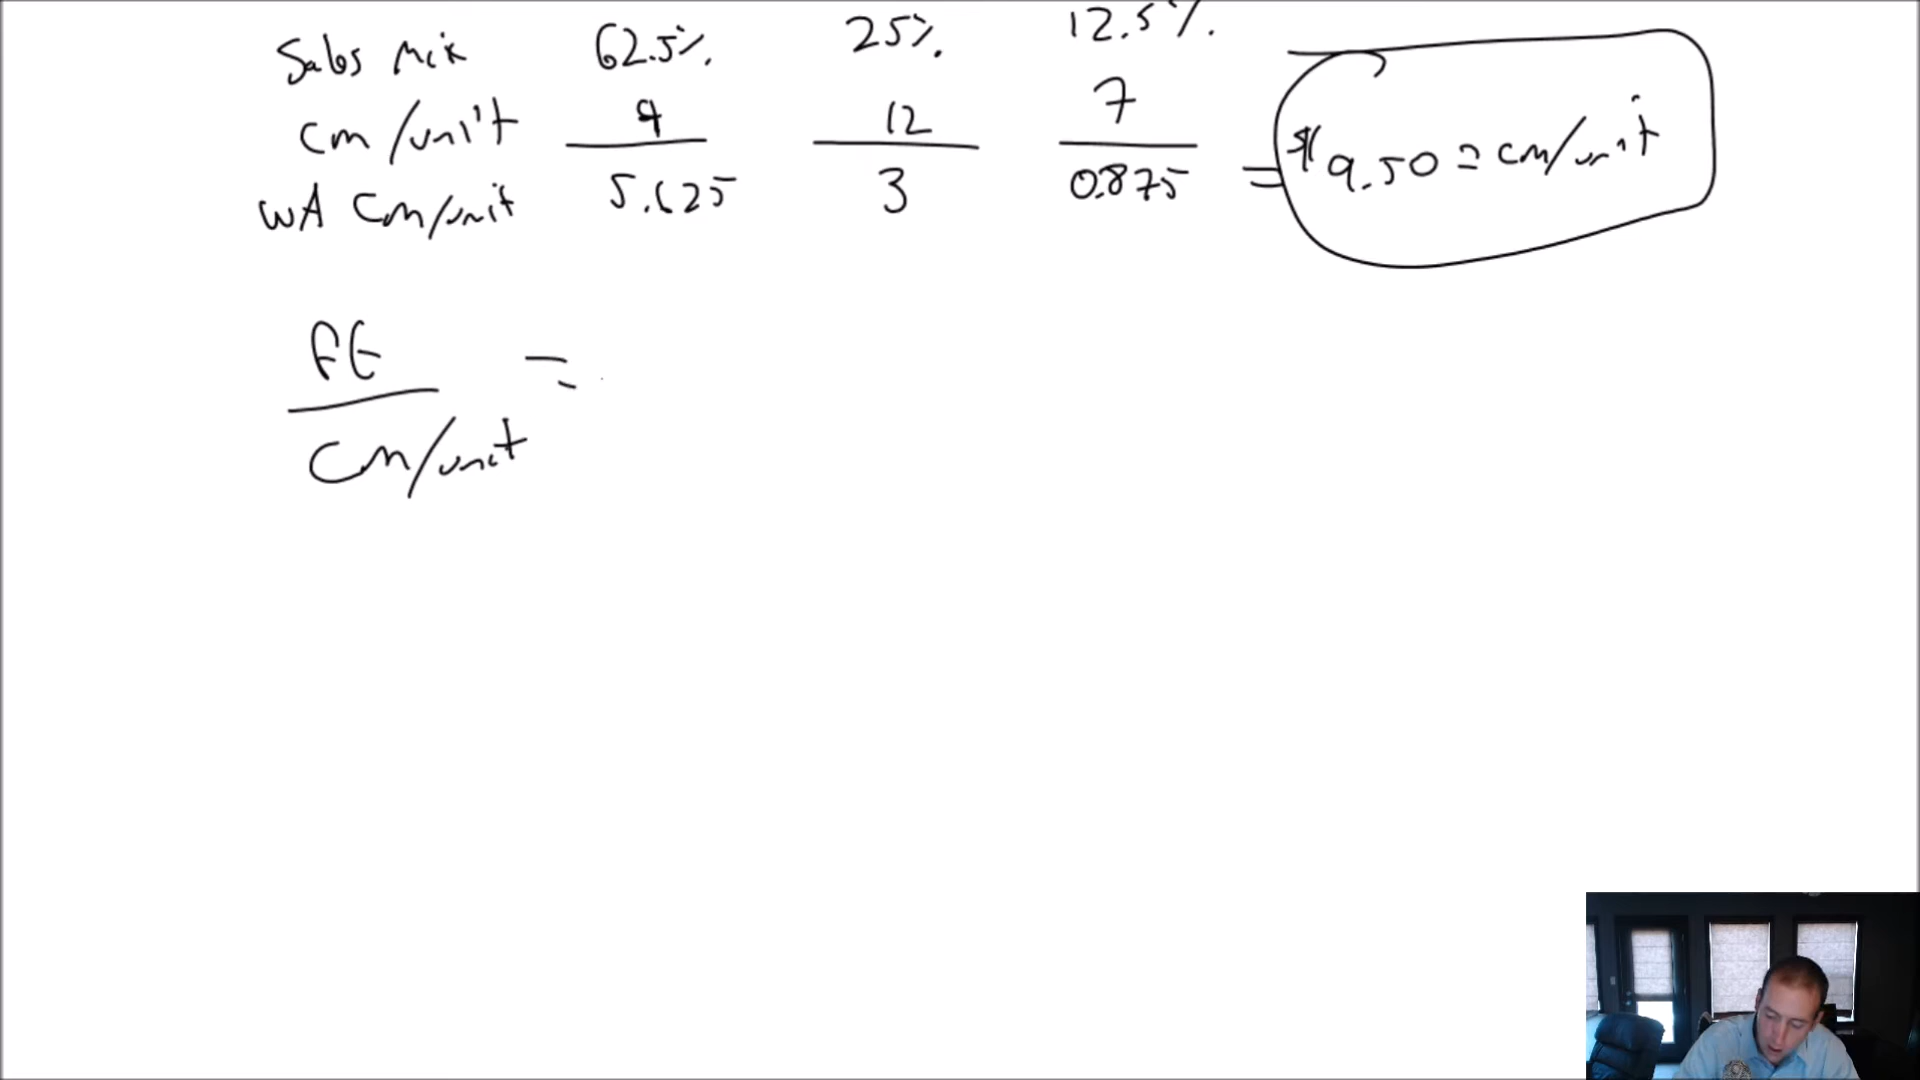 Sales Mix 62.5% 25% 12.5%
cm/unit 9 12 7
WA Cm/unit 5.625 3 0.875 = $9.50 = cm/unit
FE
Cm/unit =